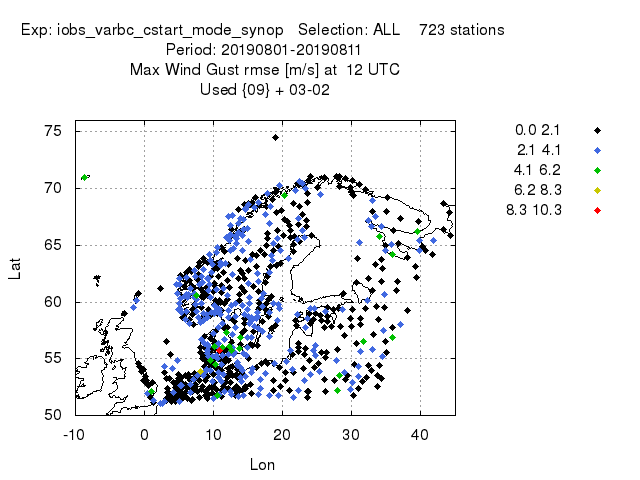 Exp: iobs_varbc_cstart_mode_synop   Selection: ALL    723 stations
Period: 20190801-20190811
Max Wind Gust rmse [m/s] at  12 UTC
Used {09} + 03-02
0.0 2.1
2.1 4.1
4.1 6.2
6.2 8.3
8.3 10.3
75
70
65
60
55
50
Lat
-10 0 10 20 30 40
Lon